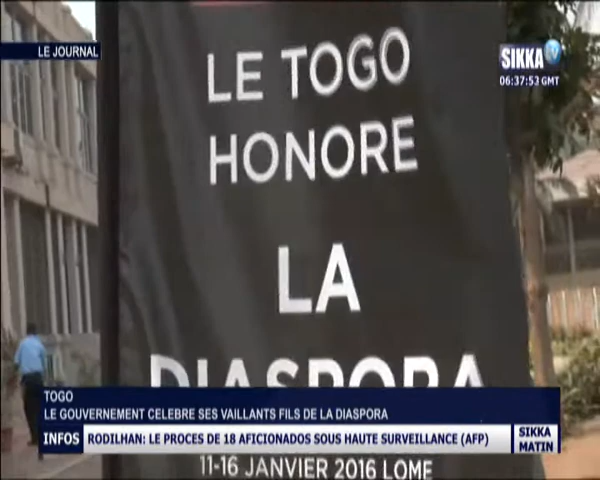 LE JOURNAL
SIKKA TV
06:37:53 GMT
LE TOGO
HONORE
LA
DIASPORA
TOGO
LE GOUVERNEMENT CELEBRE SES VAILLANTS FILS DE LA DIASPORA
INFOS
RODILHAN: LE PROCES DE 18 AFICIONADOS SOUS HAUTE SURVEILLANCE (AFP)
SIKKA
MATIN
11-16 JANVIER 2016 LOME